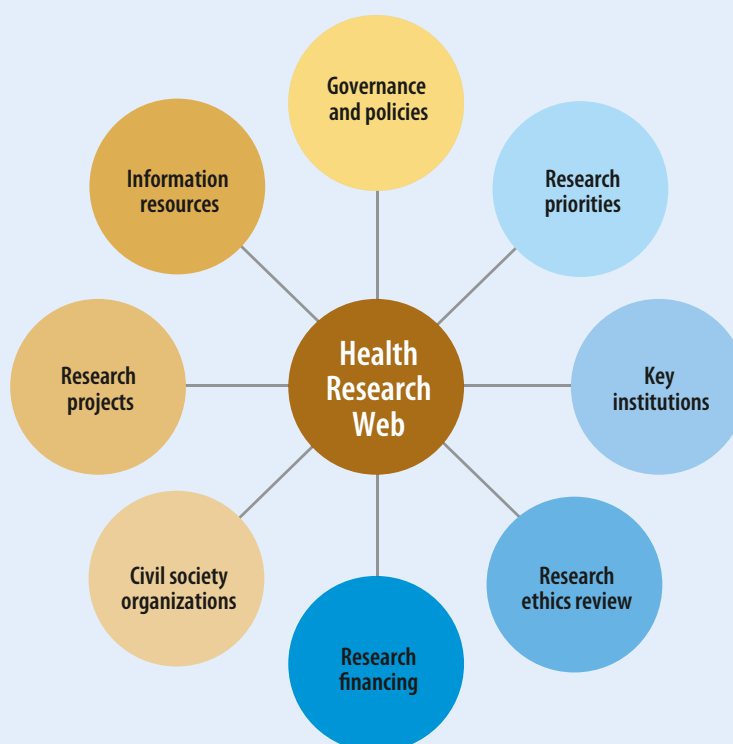 Governance
and policies
Information
resources
Research
priorities
Health
Research
Web
Research
projects
Key
institutions
Civil society
organizations
Research
ethics review
Research
financing